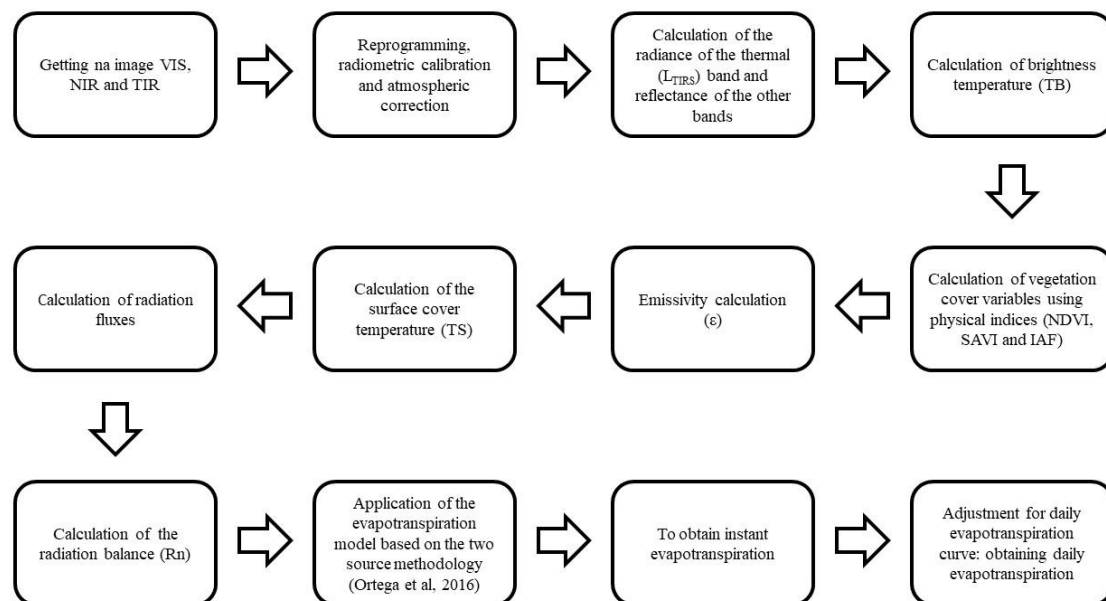 Getting na image VIS,
NIR and TIR
Reprogramming,
radiometric calibration
and atmospheric
correction
Calculation of the
radiance of the thermal
(LTIRS) band and
reflectance of the other
bands
Calculation of brightness
temperature (TB)
Calculation of vegetation
cover variables using
physical indices (NDVI,
SAVI and IAF)
Emissivity calculation
(ε)
Calculation of the
surface cover
temperature (TS)
Calculation of radiation
fluxes
Calculation of the
radiation balance (Rn)
Application of the
evapotranspiration
model based on the two
source methodology
(Ortega et al, 2016)
To obtain instant
evapotranspiration
Adjustment for daily
evapotranspiration
curve: obtaining daily
evapotranspiration